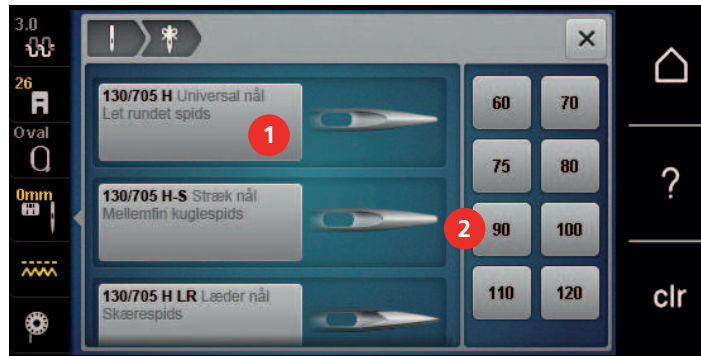 3.0
26
Oval
0mm
130/705 H Universal nål
Let rundet spids
1
130/705 H-S Stræk nål
Mellemfin kuglespids
2
130/705 H LR Læder nål
Skærespids
60 70
75 80
90 100
110 120
?
clr